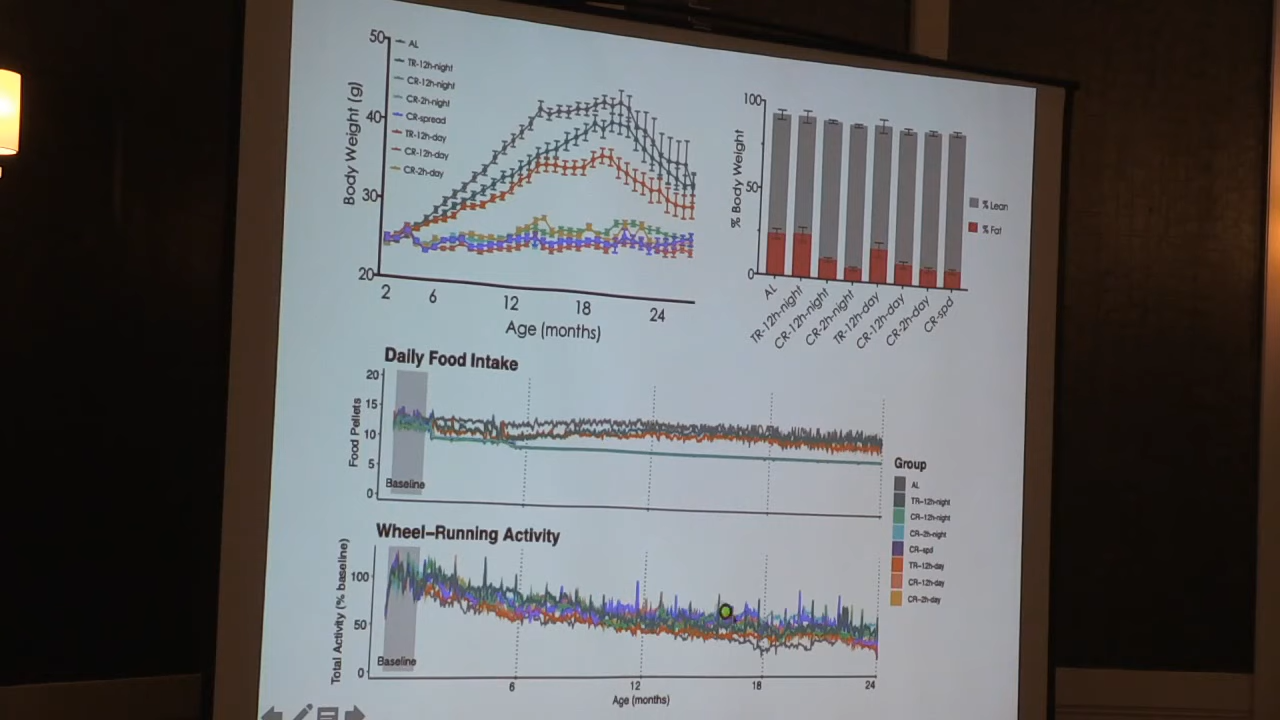 50
40
30
20
Body Weight (g)
AL
TR-12h-night
CR-12h-night
CR-2h-night
CR-spread
TR-12h-day
CR-12h-day
CR-2h-day
2 6 12 18 24
Age (months)
100
50
0
% Body Weight
AL
TR-12h-night
CR-12h-night
CR-2h-night
TR-12h-day
CR-12h-day
CR-2h-day
CR-spd
% Lean
% Fat
Daily Food Intake
20
15
10
5
0
Food Pellets
Baseline
Wheel-Running Activity
100
50
0
Total Activity (% baseline)
Baseline
6 12 18 24
Age (months)
Group
AL
TR-12h-night
CR-12h-night
CR-2h-night
CR-spd
TR-12h-day
CR-12h-day
CR-2h-day